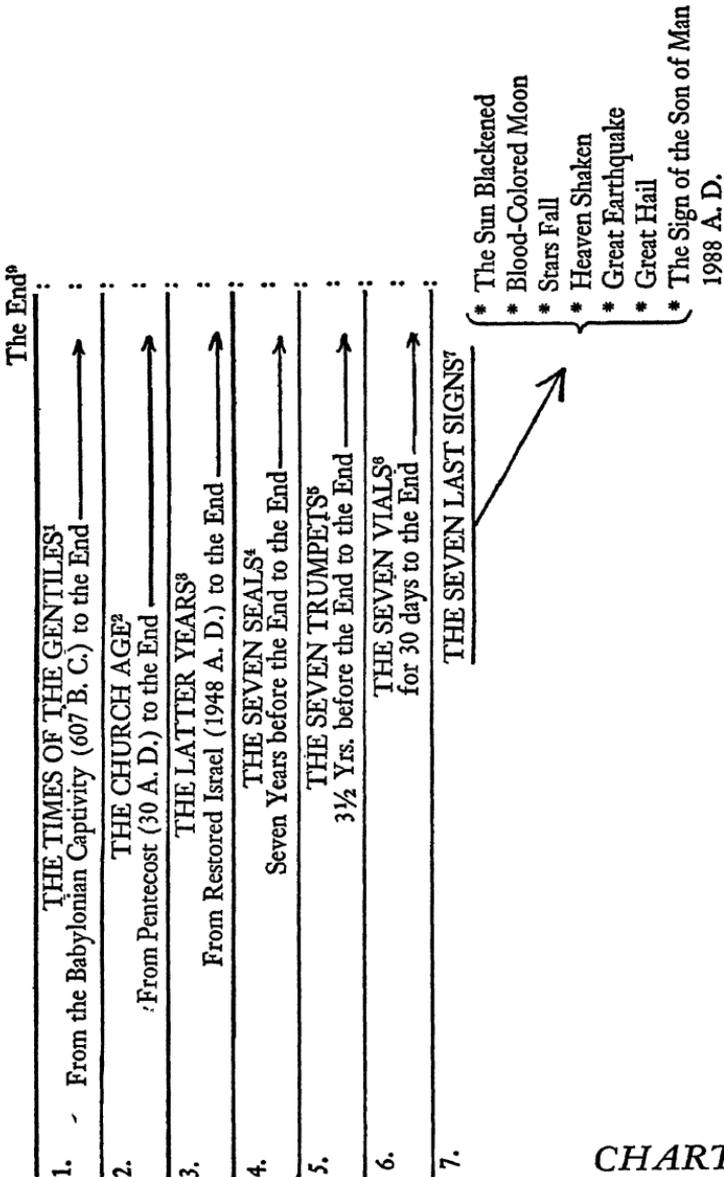 The End⁹
1. THE TIMES OF THE GENTILES¹
From the Babylonian Captivity (607 B. C.) to the End
2. THE CHURCH AGE²
From Pentecost (30 A. D.) to the End
3. THE LATTER YEARS³
From Restored Israel (1948 A. D.) to the End
4. THE SEVEN SEALS⁴
Seven Years before the End to the End
5. THE SEVEN TRUMPETS⁵
3½ Yrs. before the End to the End
6. THE SEVEN VIALS⁶
for 30 days to the End
7. THE SEVEN LAST SIGNS⁷
* The Sun Blackened
* Blood-Colored Moon
* Stars Fall
* Heaven Shaken
* Great Earthquake
* Great Hail
* The Sign of the Son of Man
1988 A. D.
CHART